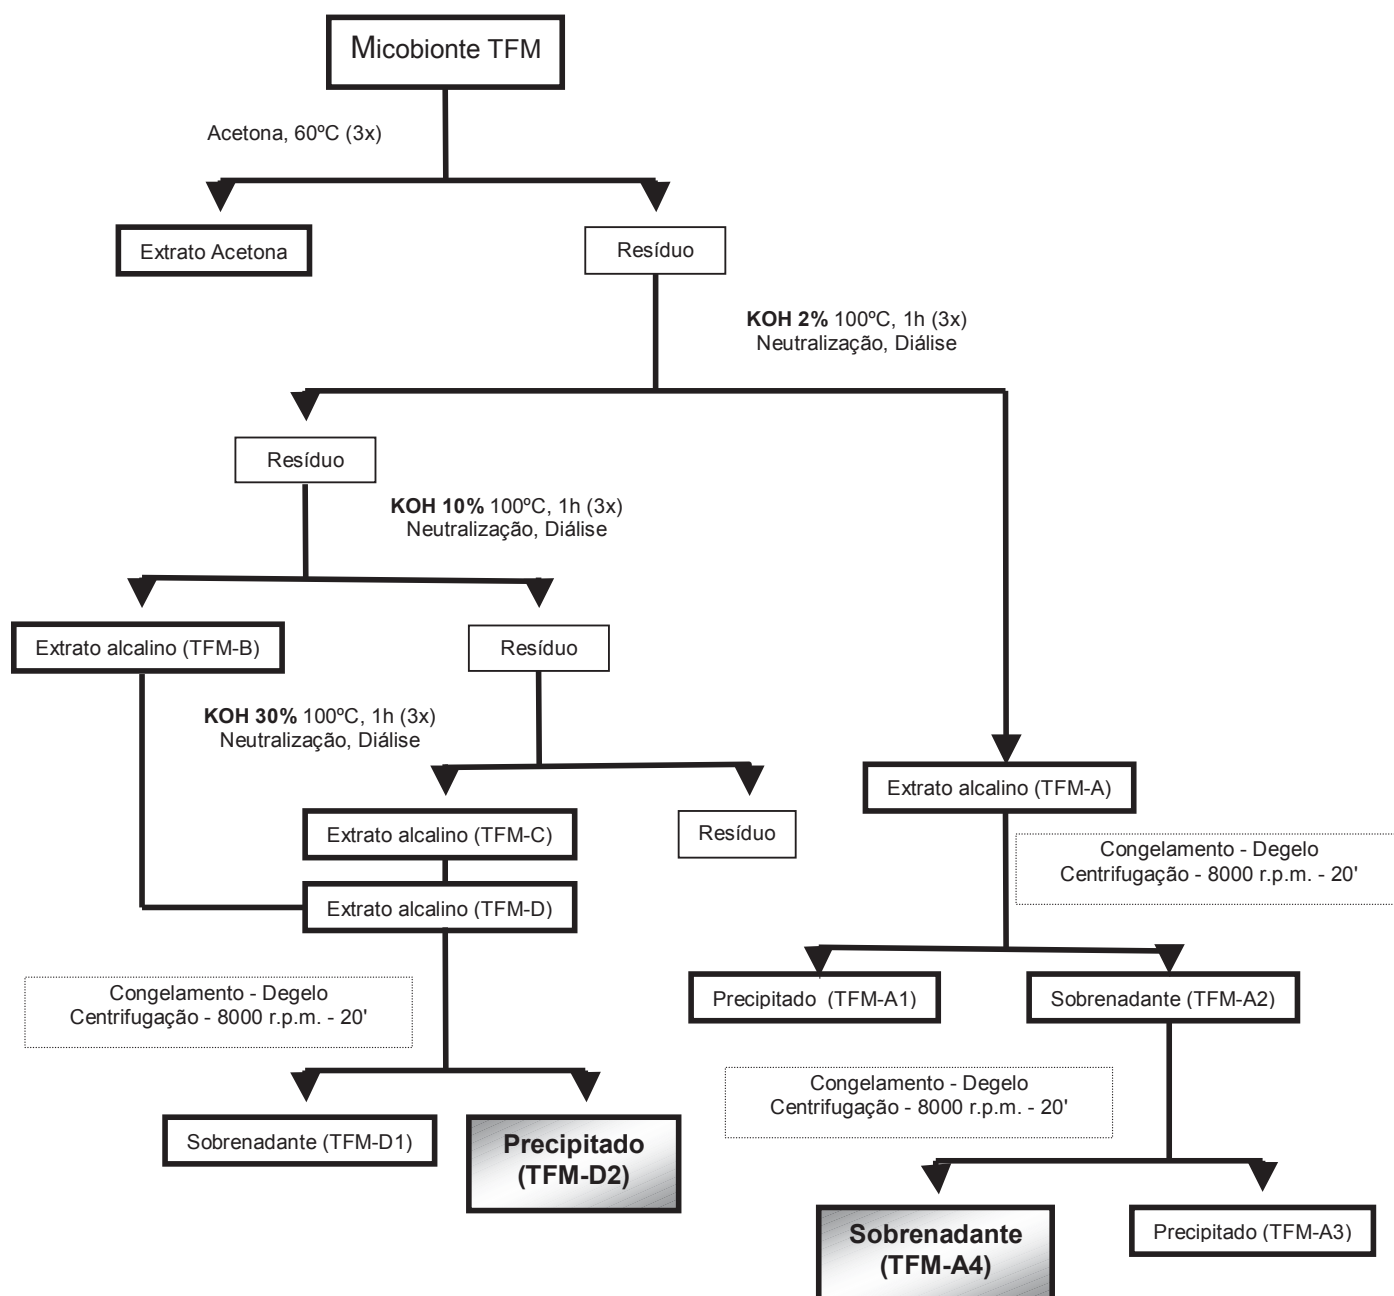 Micobionte TFM
Acetona, 60ºC (3x)
Extrato Acetona
Resíduo
KOH 2% 100ºC, 1h (3x)
Neutralização, Diálise
Resíduo
KOH 10% 100ºC, 1h (3x)
Neutralização, Diálise
Extrato alcalino (TFM-B)
Resíduo
KOH 30% 100ºC, 1h (3x)
Neutralização, Diálise
Extrato alcalino (TFM-A)
Extrato alcalino (TFM-C)
Resíduo
Congelamento - Degelo
Centrifugação - 8000 r.p.m. - 20'
Extrato alcalino (TFM-D)
Congelamento - Degelo
Centrifugação - 8000 r.p.m. - 20'
Precipitado (TFM-A1)
Sobrenadante (TFM-A2)
Congelamento - Degelo
Centrifugação - 8000 r.p.m. - 20'
Sobrenadante (TFM-D1)
Precipitado
(TFM-D2)
Sobrenadante
(TFM-A4)
Precipitado (TFM-A3)